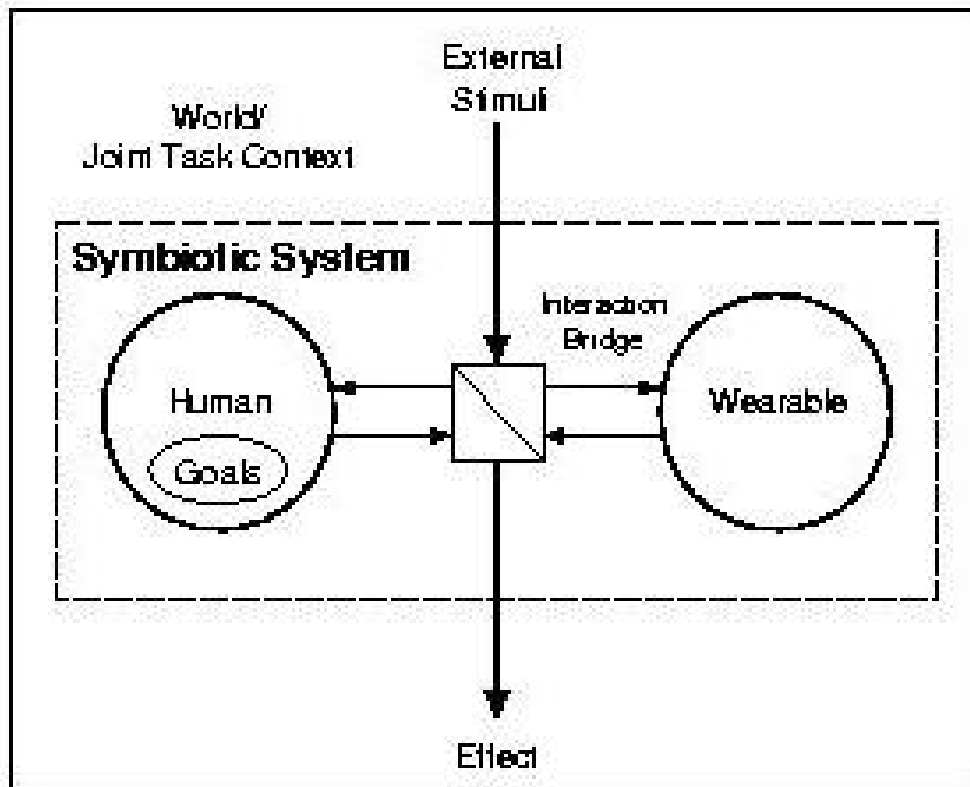 External
Stimuli
World/
Joint Task Context
Symbiotic System
Interaction
Bridge
Human
Wearable
Goals
Effect